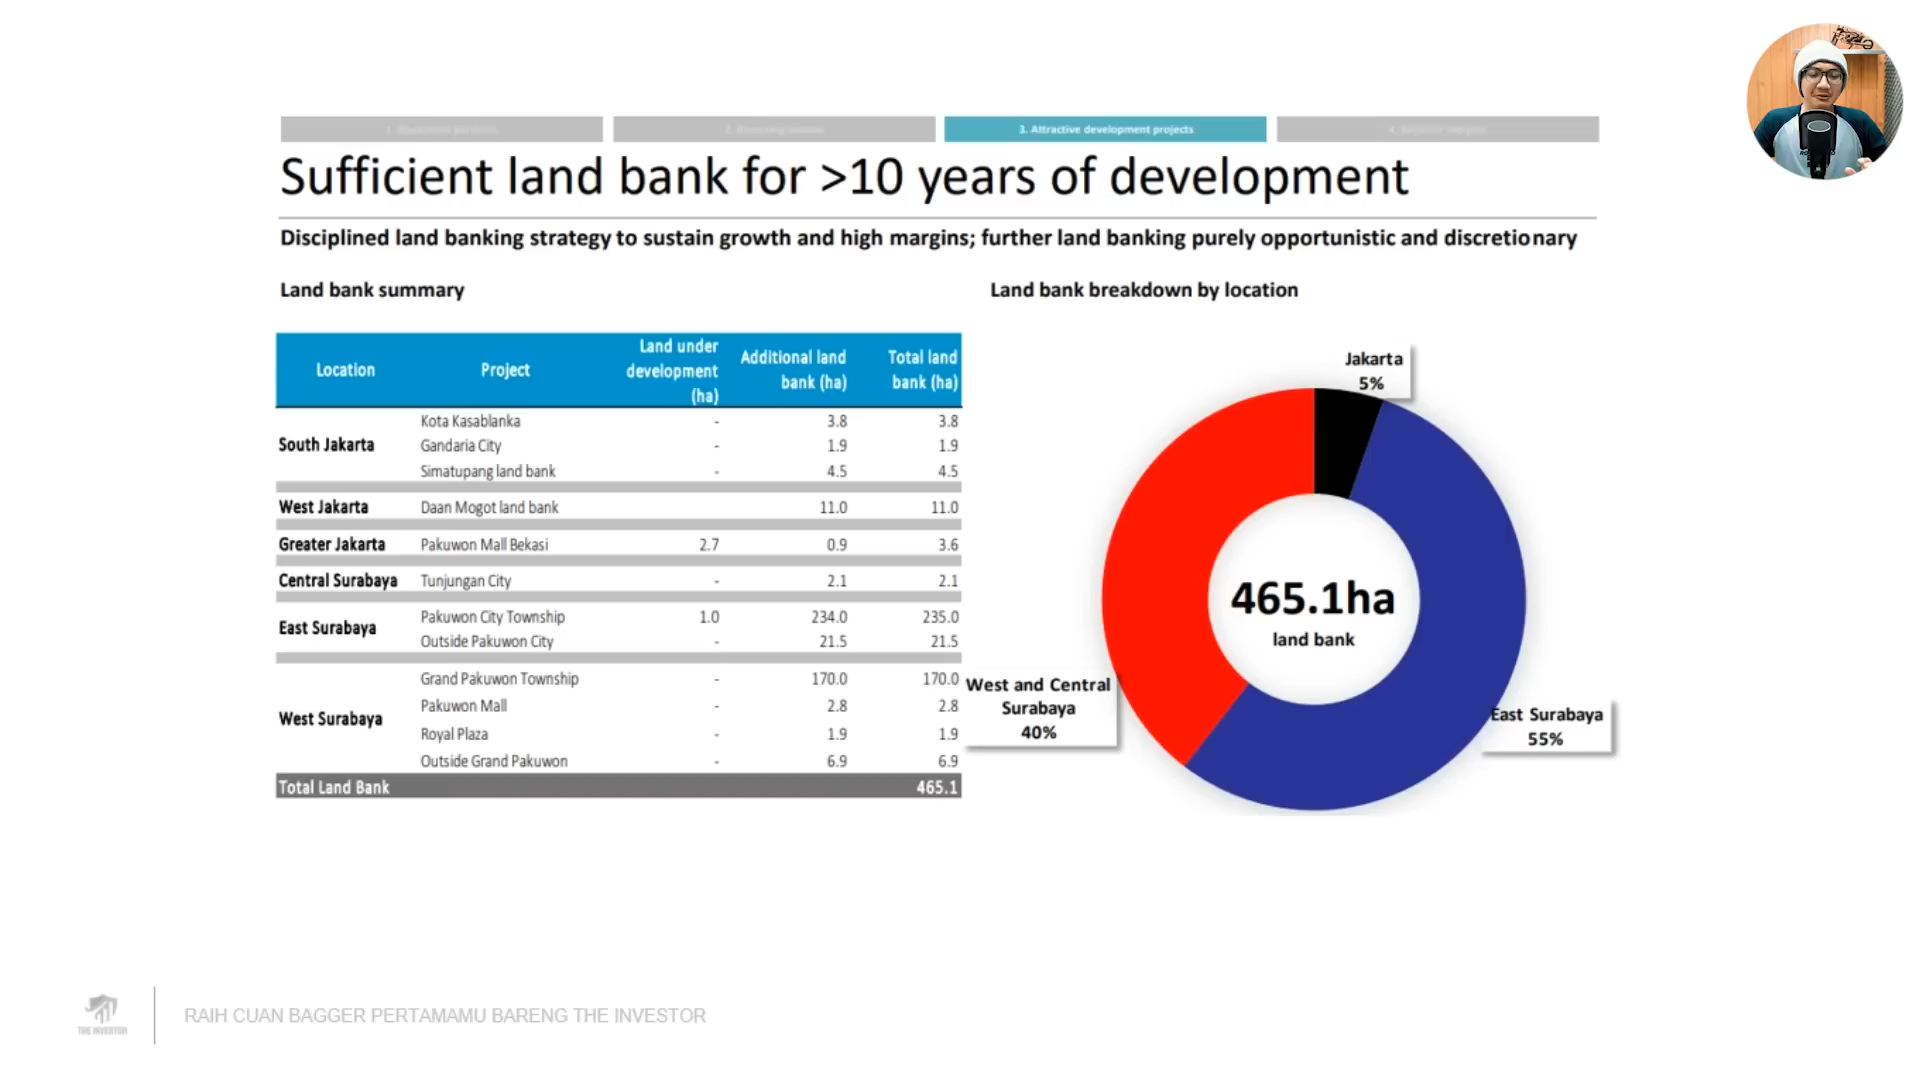 3. Attractive development projects
Sufficient land bank for >10 years of development
Disciplined land banking strategy to sustain growth and high margins; further land banking purely opportunistic and discretionary
Land bank summary
Location Project Land under development (ha) Additional land bank (ha) Total land bank (ha)
South Jakarta
Kota Kasablanka - 3.8 3.8
Gandaria City - 1.9 1.9
Simatupang land bank - 4.5 4.5
West Jakarta Daan Mogot land bank 11.0 11.0
Greater Jakarta Pakuwon Mall Bekasi 2.7 0.9 3.6
Central Surabaya Tunjungan City - 2.1 2.1
East Surabaya
Pakuwon City Township 1.0 234.0 235.0
Outside Pakuwon City - 21.5 21.5
West Surabaya
Grand Pakuwon Township - 170.0 170.0
Pakuwon Mall - 2.8 2.8
Royal Plaza - 1.9 1.9
Outside Grand Pakuwon - 6.9 6.9
Total Land Bank 465.1
Land bank breakdown by location
Jakarta
5%
465.1ha
land bank
West and Central
Surabaya
40%
East Surabaya
55%
THE INVESTOR
RAIH CUAN BAGGER PERTAMAMU BARENG THE INVESTOR